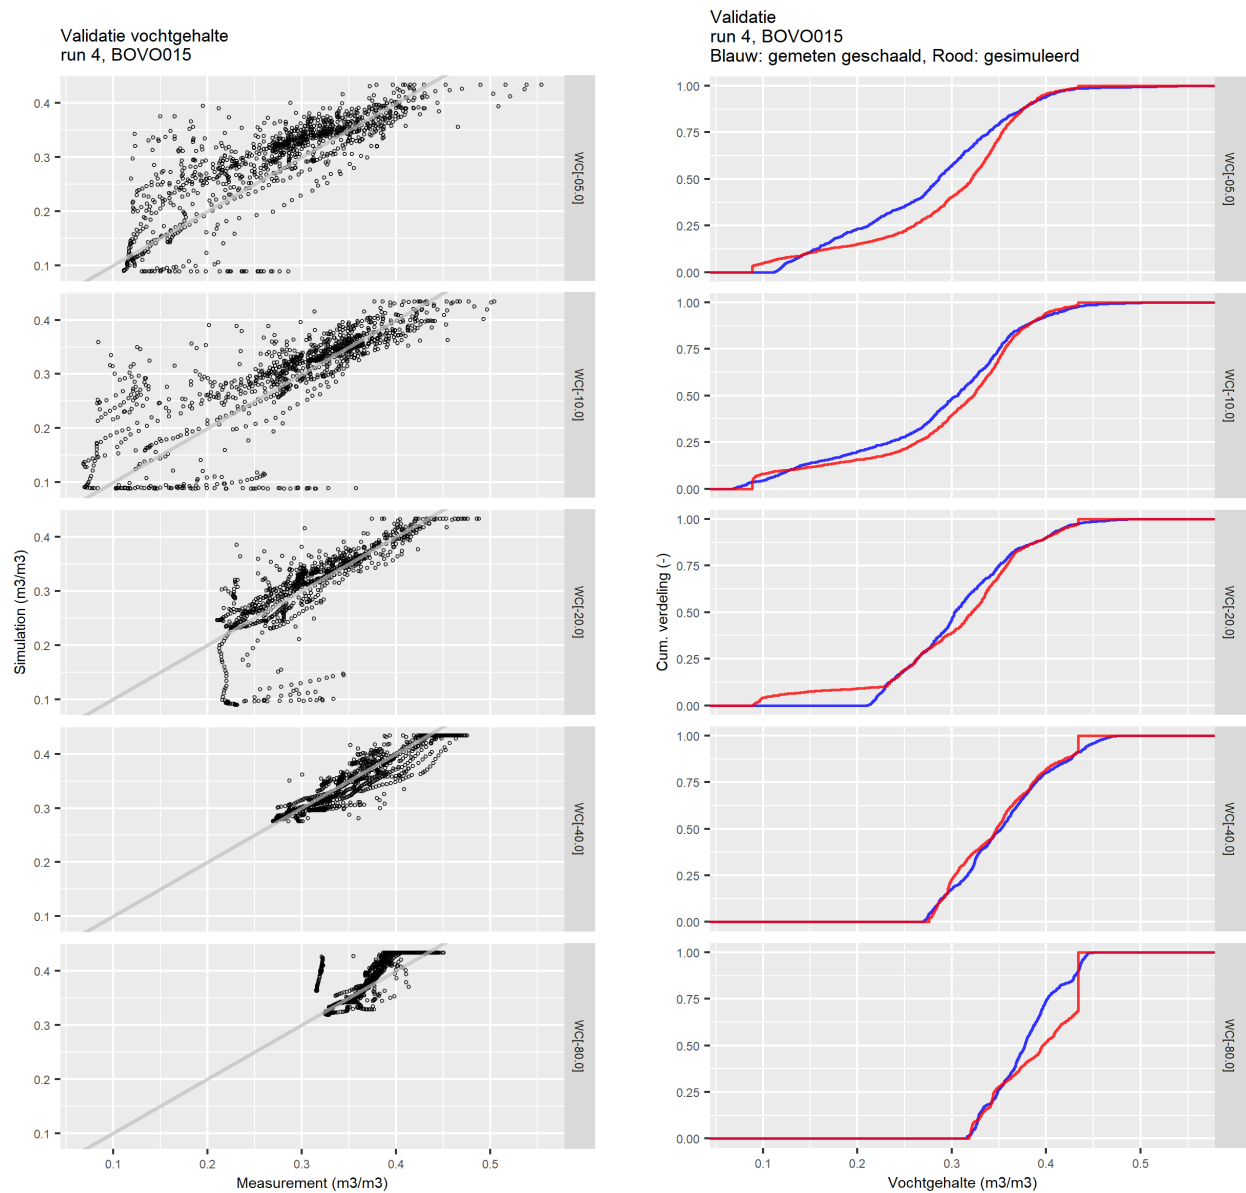 Validatie vochtgehalte
run 4, BOVO015
0.4
0.3
0.2
0.1
WC[-05.0]
0.4
0.3
0.2
0.1
WC[-10.0]
0.4
0.3
0.2
0.1
WC[-20.0]
0.4
0.3
0.2
0.1
WC[-40.0]
0.4
0.3
0.2
0.1
WC[-80.0]
Simulation (m3/m3)
0.1 0.2 0.3 0.4 0.5
Measurement (m3/m3)
Validatie
run 4, BOVO015
Blauw: gemeten geschaald, Rood: gesimuleerd
1.00
0.75
0.50
0.25
0.00
WC[-05.0]
1.00
0.75
0.50
0.25
0.00
WC[-10.0]
1.00
0.75
0.50
0.25
0.00
WC[-20.0]
1.00
0.75
0.50
0.25
0.00
WC[-40.0]
1.00
0.75
0.50
0.25
0.00
WC[-80.0]
Cum. verdeling (-)
0.1 0.2 0.3 0.4 0.5
Vochtgehalte (m3/m3)